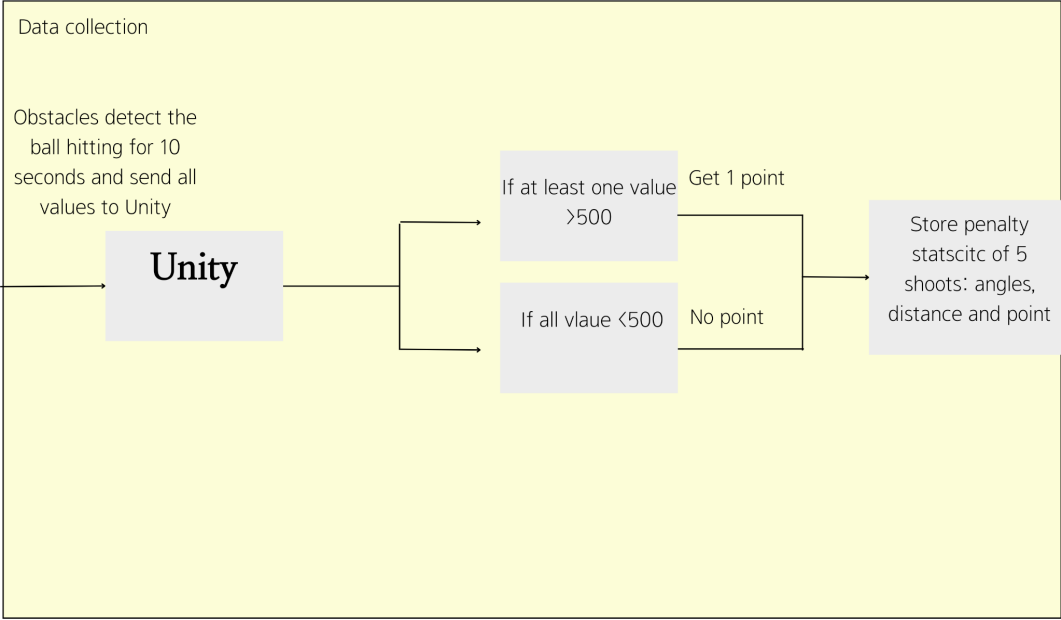 Data collection
Obstacles detect the
ball hitting for 10
seconds and send all
values to Unity
Unity
If at least one value
>500
Get 1 point
If all vlaue <500
No point
Store penalty
statscitc of 5
shoots: angles,
distance and point